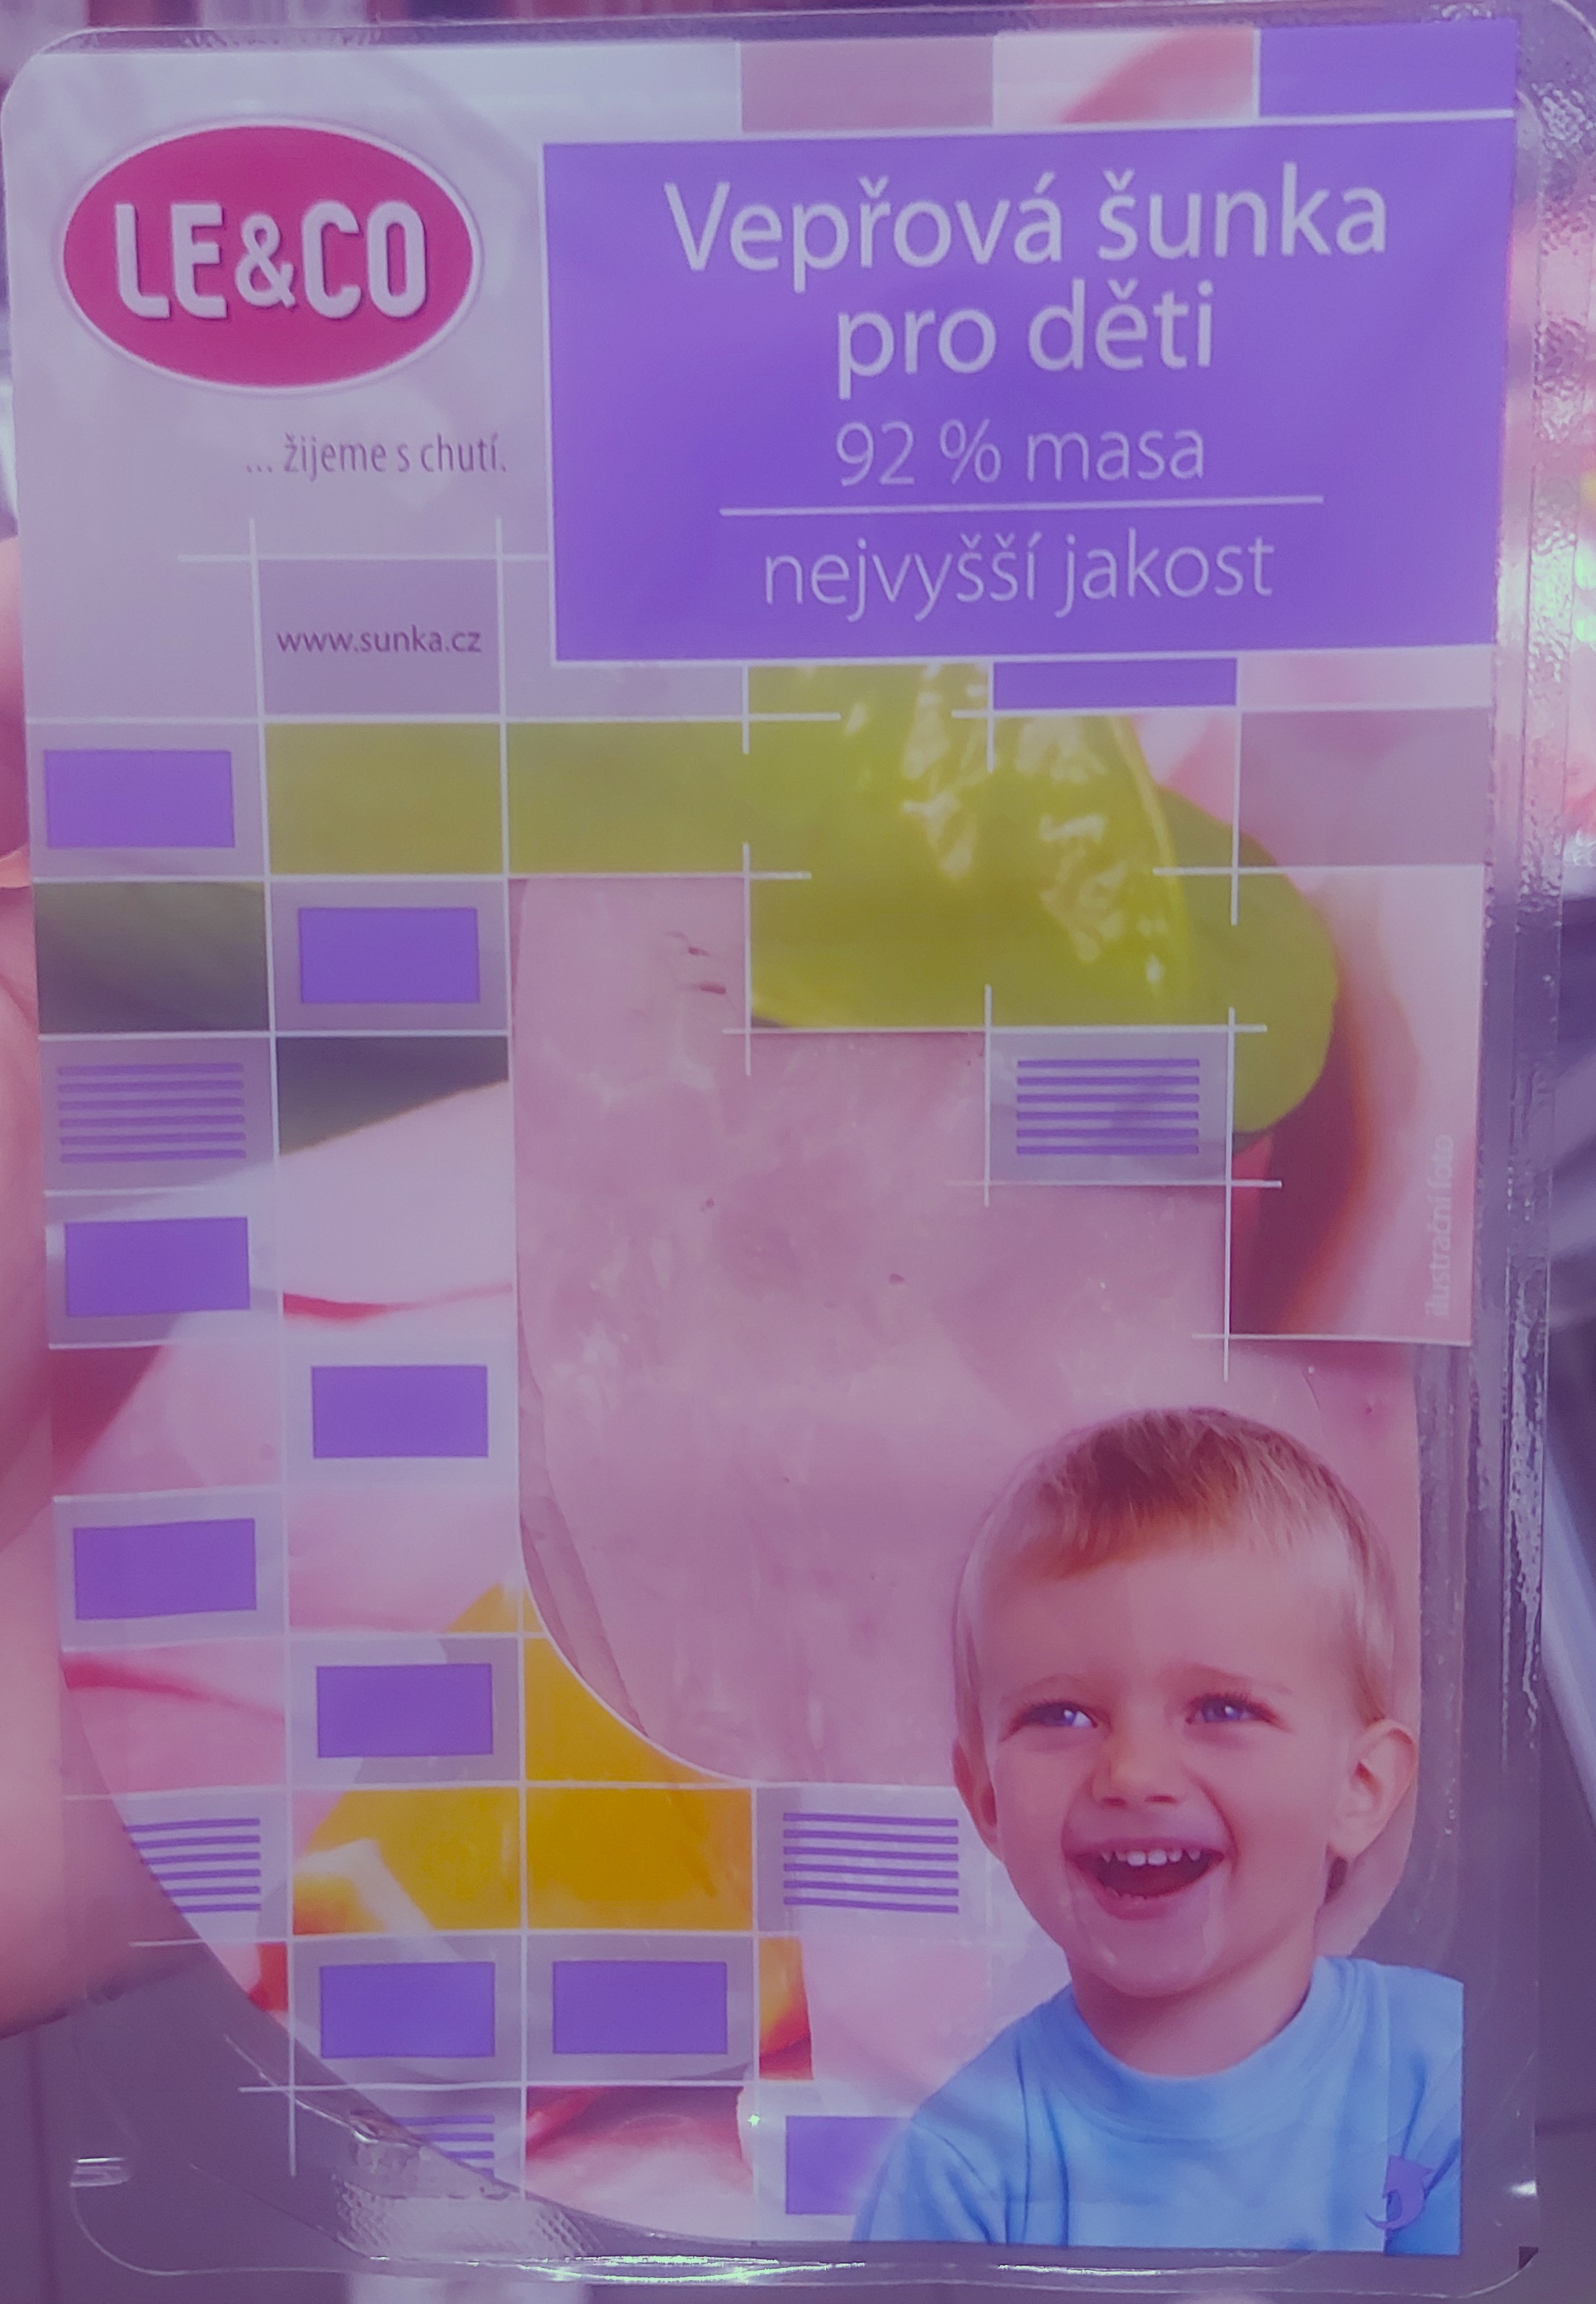 LE&CO
... žijeme s chutí.
www.sunka.cz
Vepřová šunka
pro děti
92 % masa
nejvyšší jakost
ilustrační foto